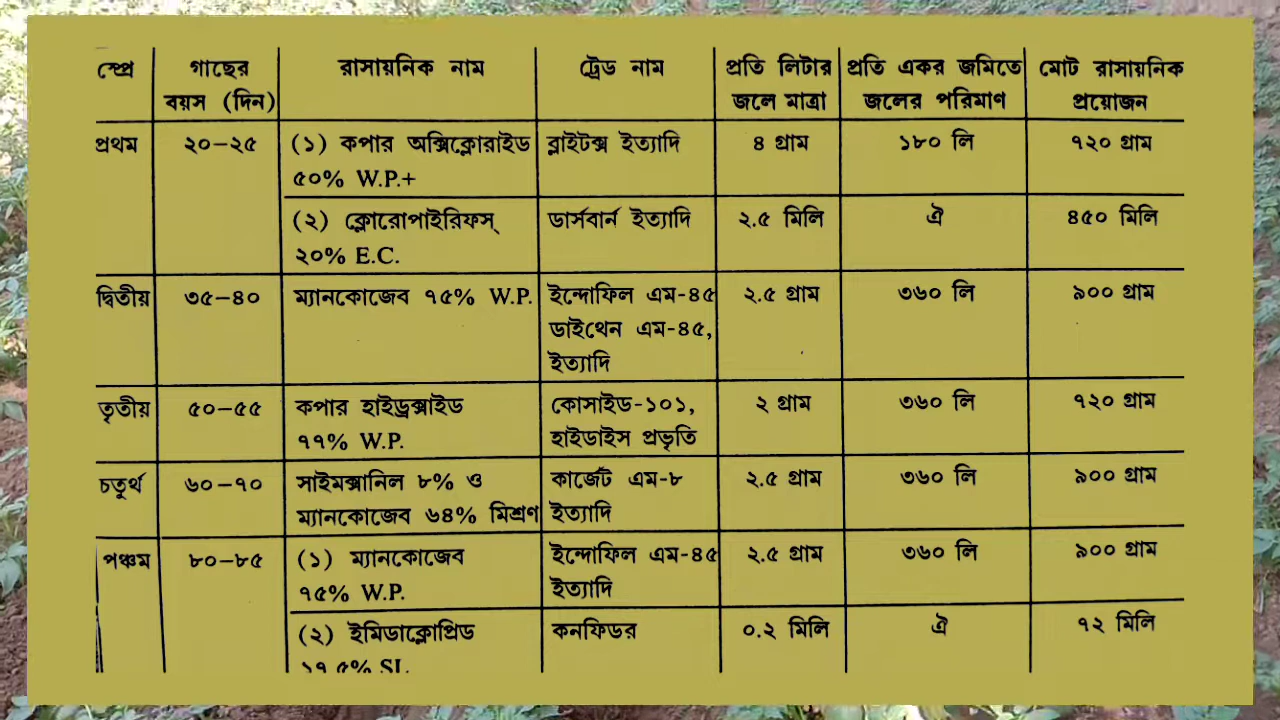 স্প্রে গাছের বয়স (দিন) রাসায়নিক নাম ট্রেড নাম প্রতি লিটার জলে মাত্রা প্রতি একর জমিতে জলের পরিমাণ মোট রাসায়নিক প্রয়োজন
প্রথম ২০–২৫ (১) কপার অক্সিক্লোরাইড ব্লাইটক্স ইত্যাদি ৪ গ্রাম ১৮০ লি ৭২০ গ্রাম
৫০% W.P.+
(২) ক্লোরোপাইরিফস্ ডার্সবার্ন ইত্যাদি ২.৫ মিলি ঐ ৪৫০ মিলি
২০% E.C.
দ্বিতীয় ৩৫–৪০ ম্যানকোজেব ৭৫% W.P. ইন্দোফিল এম-৪৫ ২.৫ গ্রাম ৩৬০ লি ৯০০ গ্রাম
ডাইথেন এম-৪৫,
ইত্যাদি
তৃতীয় ৫০–৫৫ কপার হাইড্রক্সাইড কোসাইড-১০১, ২ গ্রাম ৩৬০ লি ৭২০ গ্রাম
৭৭% W.P. হাইডাইস প্রভৃতি
চতুর্থ ৬০–৭০ সাইমক্সানিল ৮% ও কার্জেট এম-৮ ২.৫ গ্রাম ৩৬০ লি ৯০০ গ্রাম
ম্যানকোজেব ৬৪% মিশ্রণ ইত্যাদি
পঞ্চম ৮০–৮৫ (১) ম্যানকোজেব ইন্দোফিল এম-৪৫ ২.৫ গ্রাম ৩৬০ লি ৯০০ গ্রাম
৭৫% W.P. ইত্যাদি
(২) ইমিডাক্লোপ্রিড কনফিডর ০.২ মিলি ঐ ৭২ মিলি
১৭.৫% SL